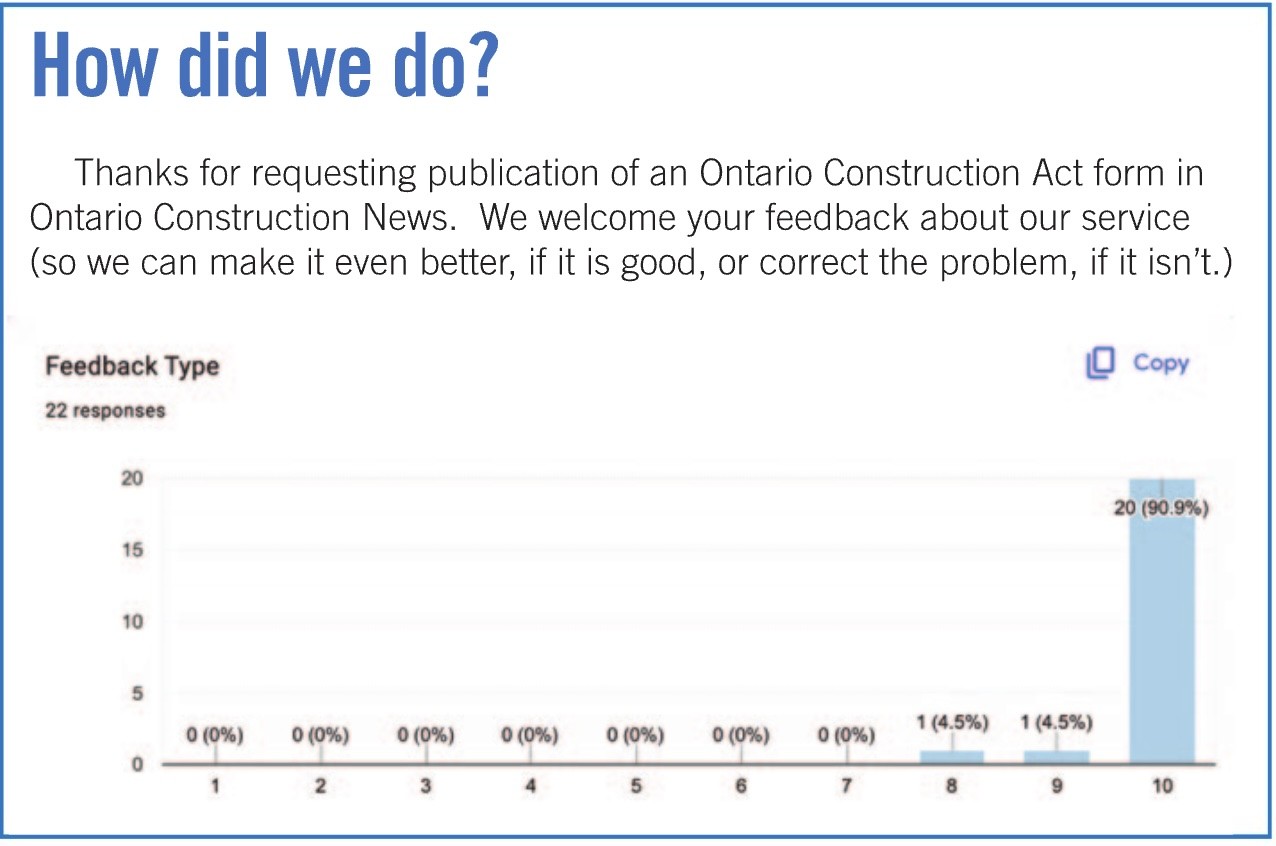 How did we do?
Thanks for requesting publication of an Ontario Construction Act form in
Ontario Construction News. We welcome your feedback about our service
(so we can make it even better, if it is good, or correct the problem, if it isn't.)
Feedback Type
Copy
22 responses
20
20 (90.9%)
15
10
5
0 (0%) 0 (0%) 0 (0%) 0 (0%) 0 (0%) 0 (0%) 0 (0%) 1 (4.5%) 1 (4.5%)
0
1 2 3 4 5 6 7 8 9 10